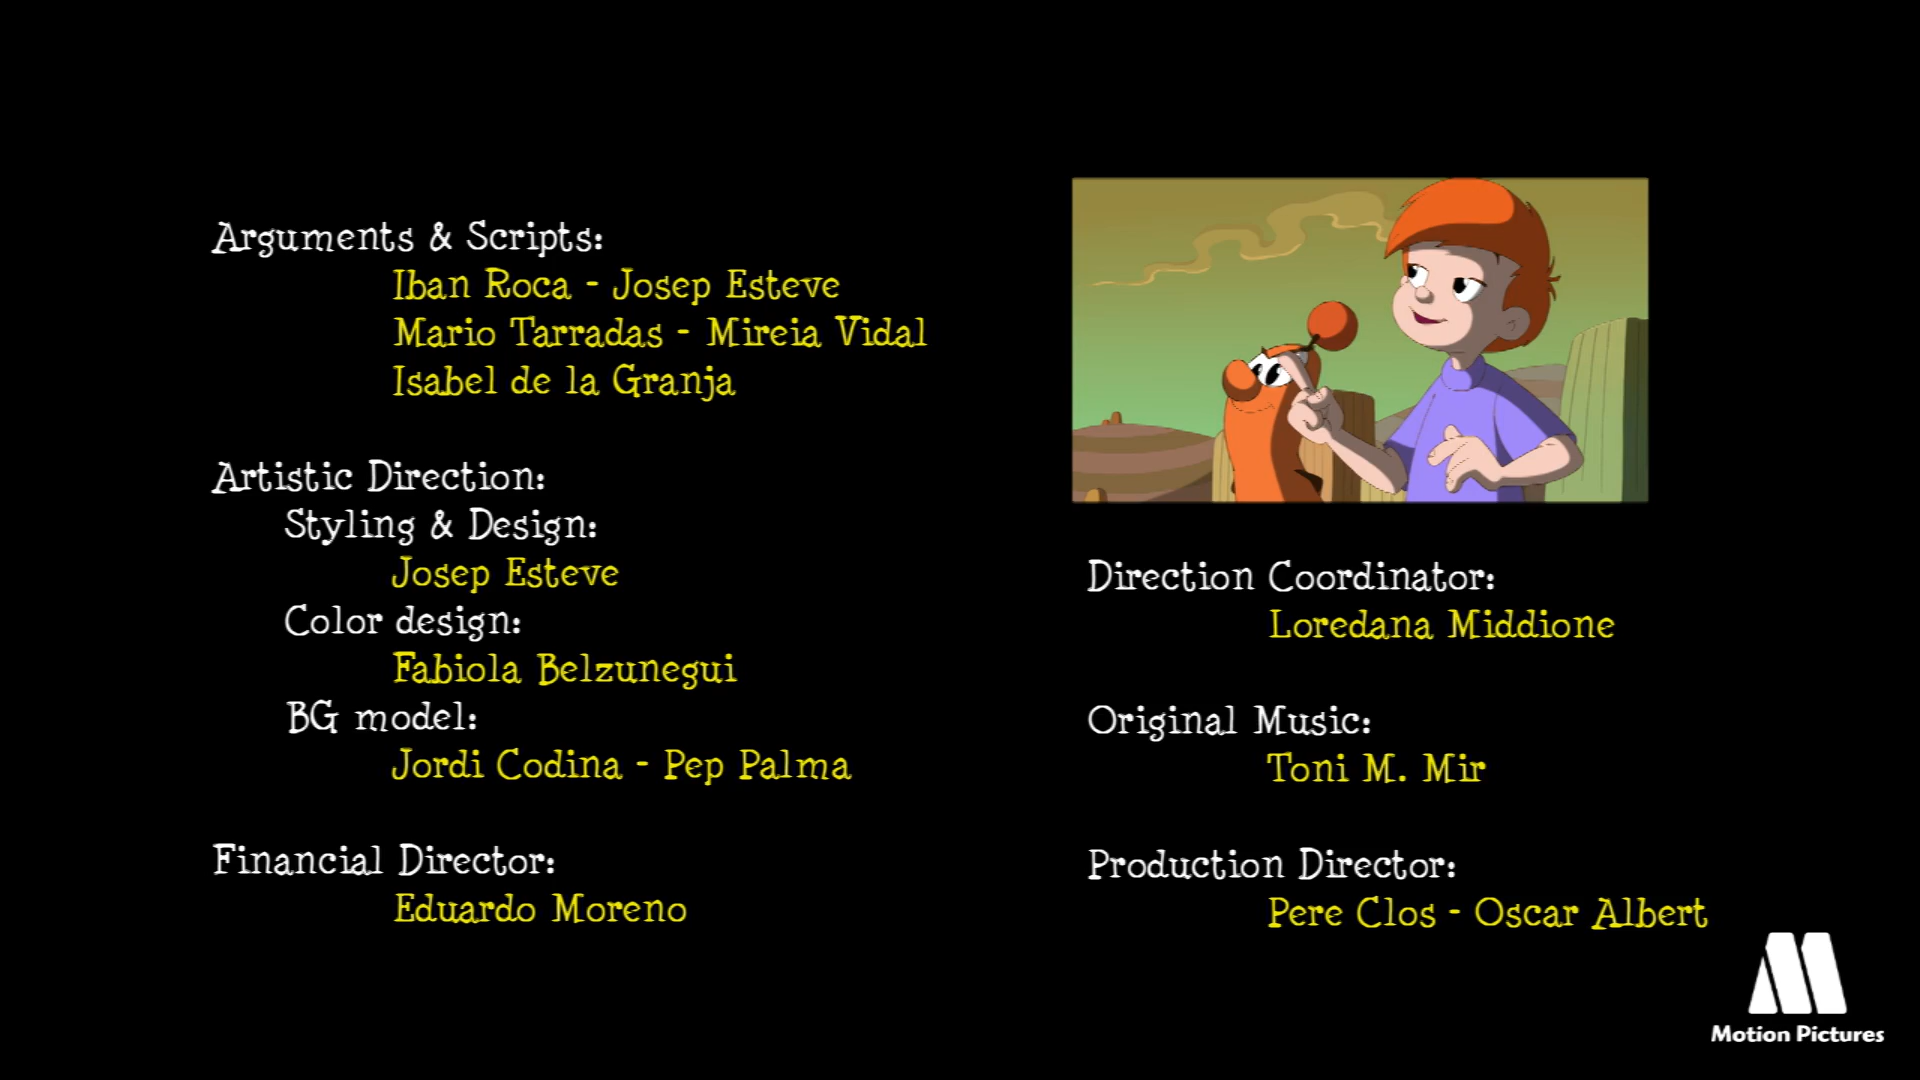 Arguments & Scripts:
Iban Roca - Josep Esteve
Mario Tarradas - Mireia Vidal
Isabel de la Granja
Artistic Direction:
Styling & Design:
Josep Esteve
Color design:
Fabiola Belzunegui
BG model:
Jordi Codina - Pep Palma
Financial Director:
Eduardo Moreno
Direction Coordinator:
Loredana Middione
Original Music:
Toni M. Mir
Production Director:
Pere Clos - Oscar Albert
Motion Pictures